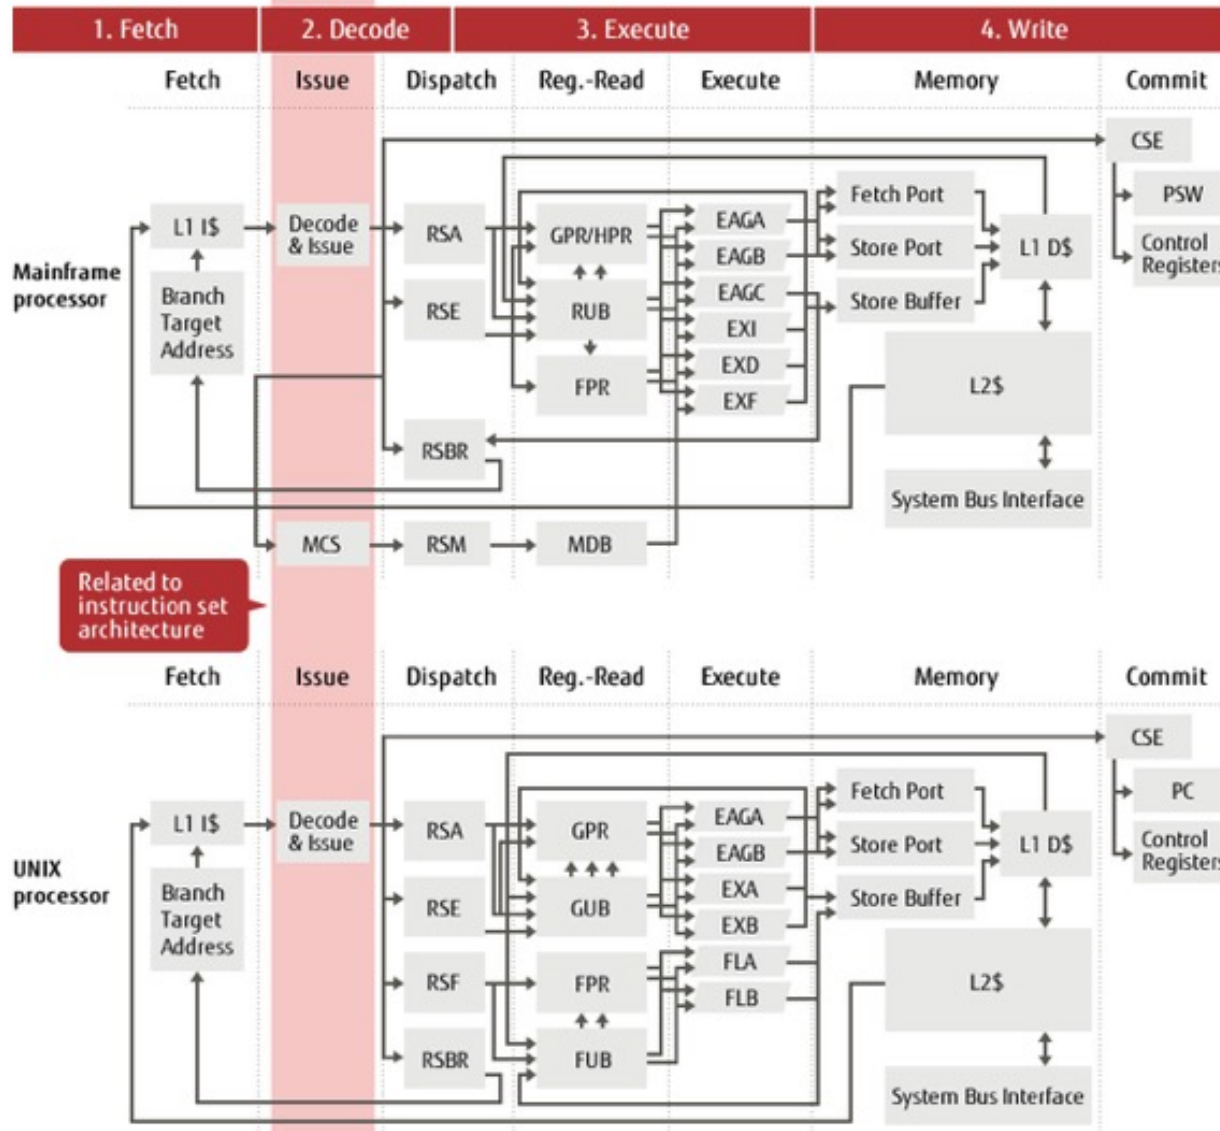 1. Fetch
2. Decode
3. Execute
4. Write
Fetch
Issue
Dispatch
Reg.-Read
Execute
Memory
Commit
Mainframe
processor
L1 I$
Branch
Target
Address
Decode
& Issue
MCS
RSA
RSE
RSBR
RSM
GPR/HPR
RUB
FPR
MDB
EAGA
EAGB
EAGC
EXI
EXD
EXF
Fetch Port
Store Port
Store Buffer
L1 D$
L2$
System Bus Interface
CSE
PSW
Control
Registers
Related to
instruction set
architecture
Fetch
Issue
Dispatch
Reg.-Read
Execute
Memory
Commit
UNIX
processor
L1 I$
Branch
Target
Address
Decode
& Issue
RSA
RSE
RSF
RSBR
GPR
GUB
FPR
FUB
EAGA
EAGB
EXA
EXB
FLA
FLB
Fetch Port
Store Port
Store Buffer
L1 D$
L2$
System Bus Interface
CSE
PC
Control
Registers